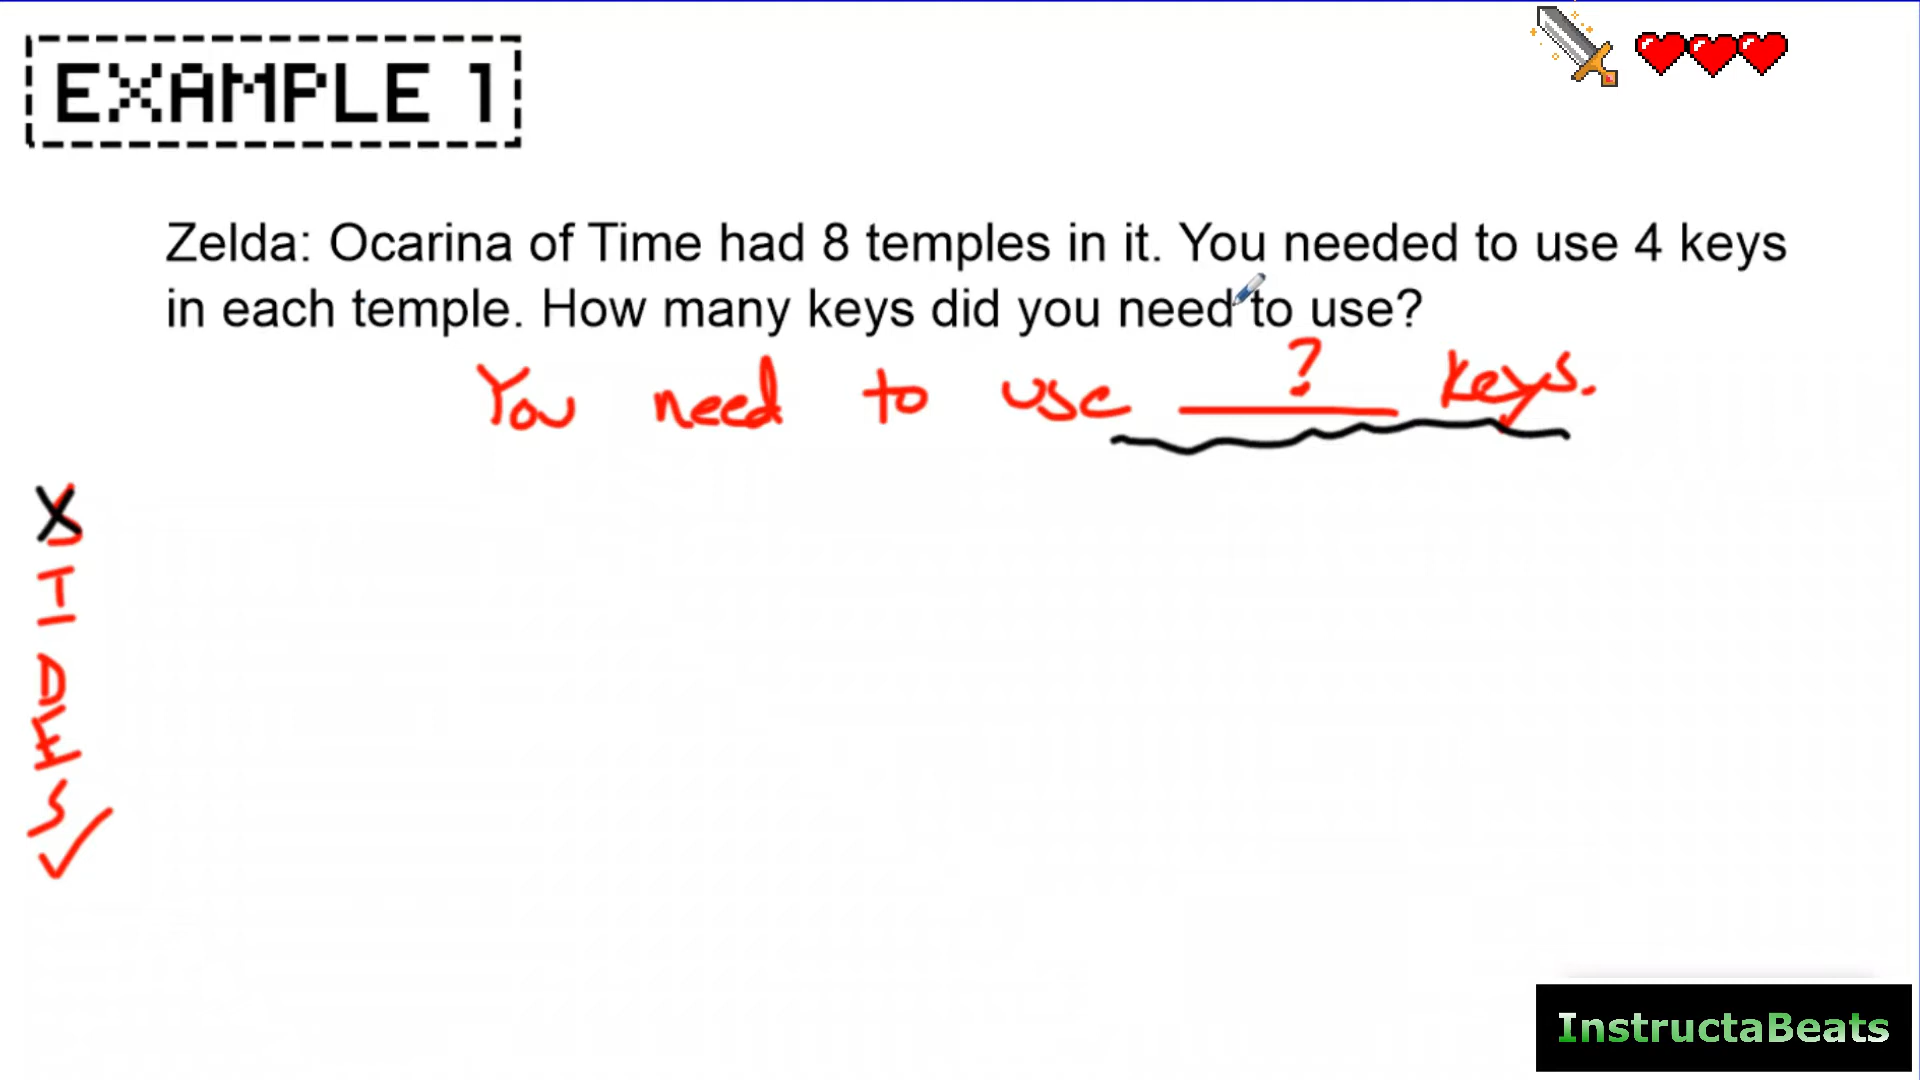 EXAMPLE 1
Zelda: Ocarina of Time had 8 temples in it. You needed to use 4 keys
in each temple. How many keys did you need to use?
You need to use ? keys.
S
T
I
D
E
S
InstructaBeats